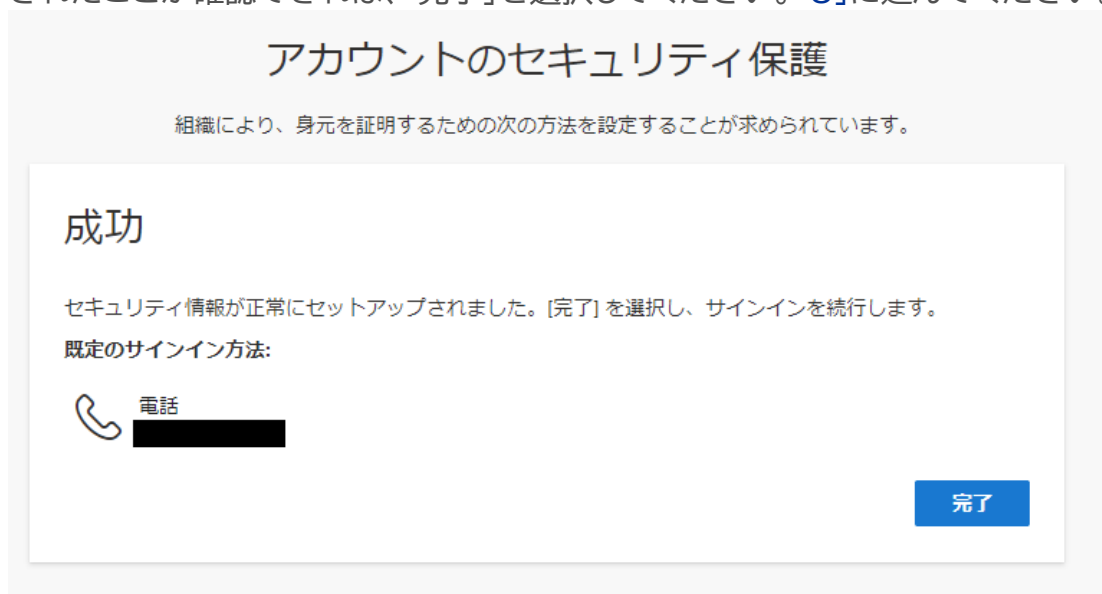 アカウントのセキュリティ保護
組織により、身元を証明するための次の方法を設定することが求められています。
成功
セキュリティ情報が正常にセットアップされました。[完了] を選択し、サインインを続行します。
既定のサインイン方法:
電話
完了